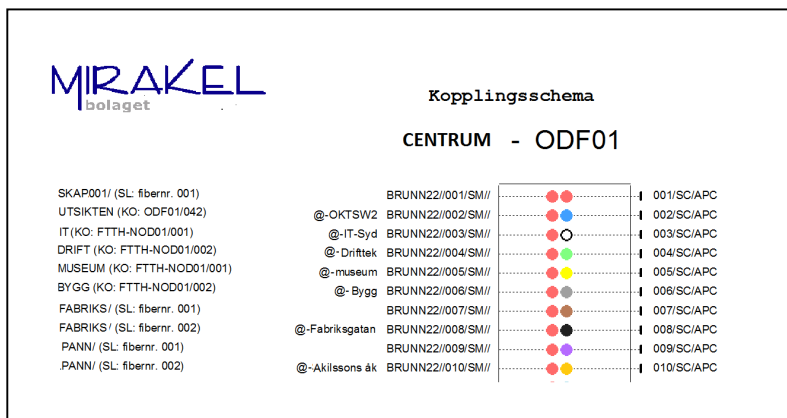 MIRAKEL
bolaget
Kopplingsschema
CENTRUM - ODF01
SKAP001/ (SL: fibernr. 001) BRUNN22//001/SM// 001/SC/APC
UTSIKTEN (KO: ODF01/042) @-OKTSW2 BRUNN22//002/SM// 002/SC/APC
IT(KO: FTTH-NOD01/001) @-IT-Syd BRUNN22//003/SM// 003/SC/APC
DRIFT (KO: FTTH-NOD01/002) @-Drifttek BRUNN22//004/SM// 004/SC/APC
MUSEUM (KO: FTTH-NOD01/001) @-museum BRUNN22//005/SM// 005/SC/APC
BYGG (KO: FTTH-NOD01/002) @-Bygg BRUNN22//006/SM// 006/SC/APC
FABRIKS/ (SL: fibernr. 001) BRUNN22//007/SM// 007/SC/APC
FABRIKS/ (SL: fibernr. 002) @-Fabriksgatan BRUNN22//008/SM// 008/SC/APC
PANN/ (SL: fibernr. 001) BRUNN22//009/SM// 009/SC/APC
.PANN/ (SL: fibernr. 002) @-Akilssons åk BRUNN22//010/SM// 010/SC/APC